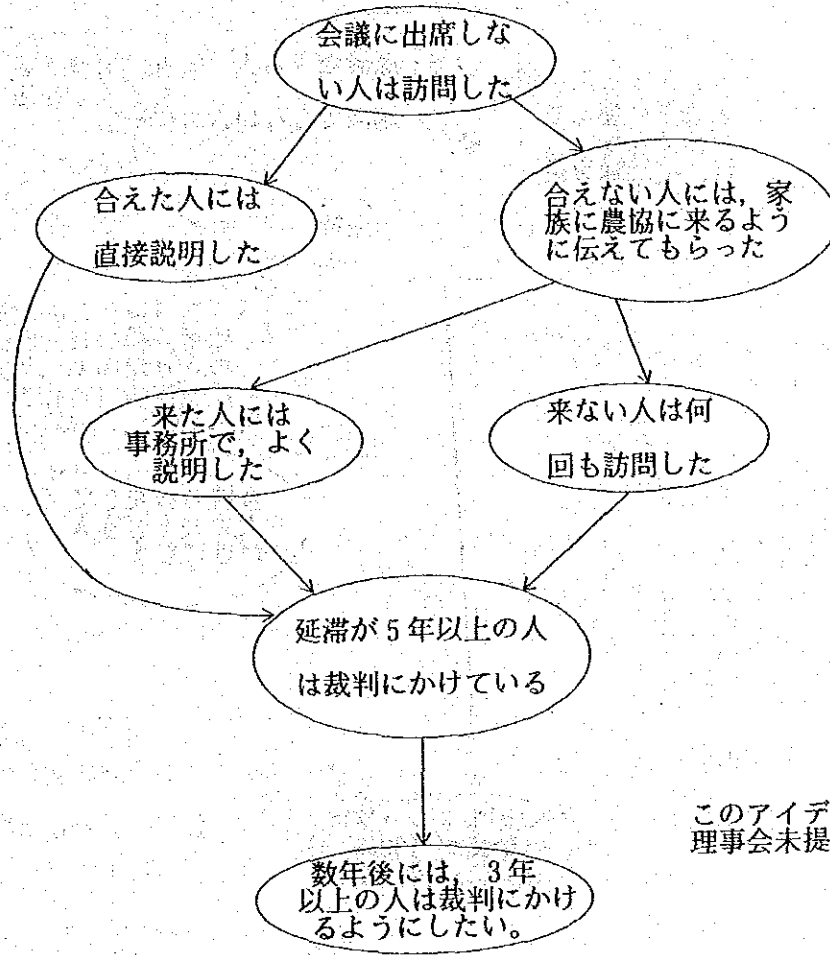 会議に出席しな
い人は訪問した
合えた人には
直接説明した
合えない人には，家
族に農協に来るよう
に伝えてもらった
来た人には
事務所で，よく
説明した
来ない人は何
回も訪問した
延滞が5年以上の人
は裁判にかけている
このアイデ
理事会未提
数年後には，3年
以上の人は裁判にかけ
るようにしたい。